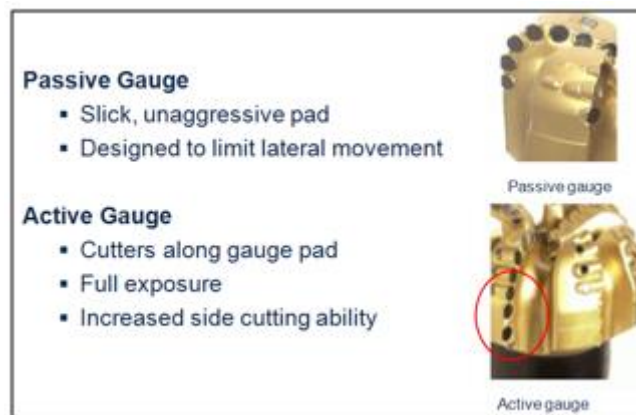 Passive Gauge
▪ Slick, unaggressive pad
▪ Designed to limit lateral movement
Passive gauge
Active Gauge
▪ Cutters along gauge pad
▪ Full exposure
▪ Increased side cutting ability
Active gauge